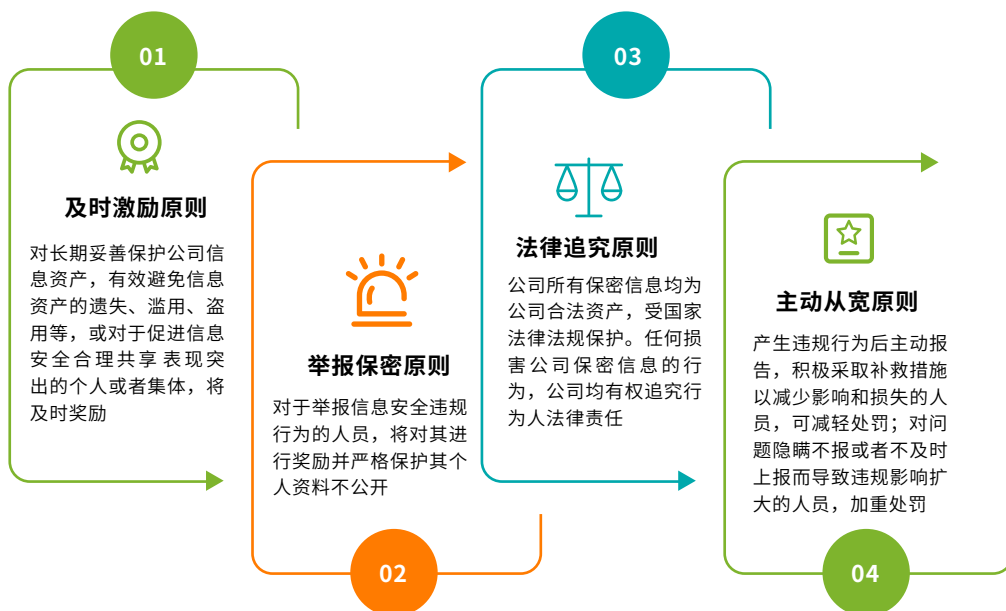 01
及时激励原则
对长期妥善保护公司信
息资产，有效避免信息
资产的遗失、滥用、盗
用等，或对于促进信息
安全合理共享表现突
出的个人或者集体，将
及时奖励
举报保密原则
对于举报信息安全违规
行为的人员，将对其进
行奖励并严格保护其个
人资料不公开
02
03
法律追究原则
公司所有保密信息均为
公司合法资产，受国家
法律法规保护。任何损
害公司保密信息的行
为，公司均有权追究行
为人法律责任
主动从宽原则
产生违规行为后主动报
告，积极采取补救措施
以减少影响和损失的人
员，可减轻处罚；对问
题隐瞒不报或者不及时
上报而导致违规影响扩
大的人员，加重处罚
04